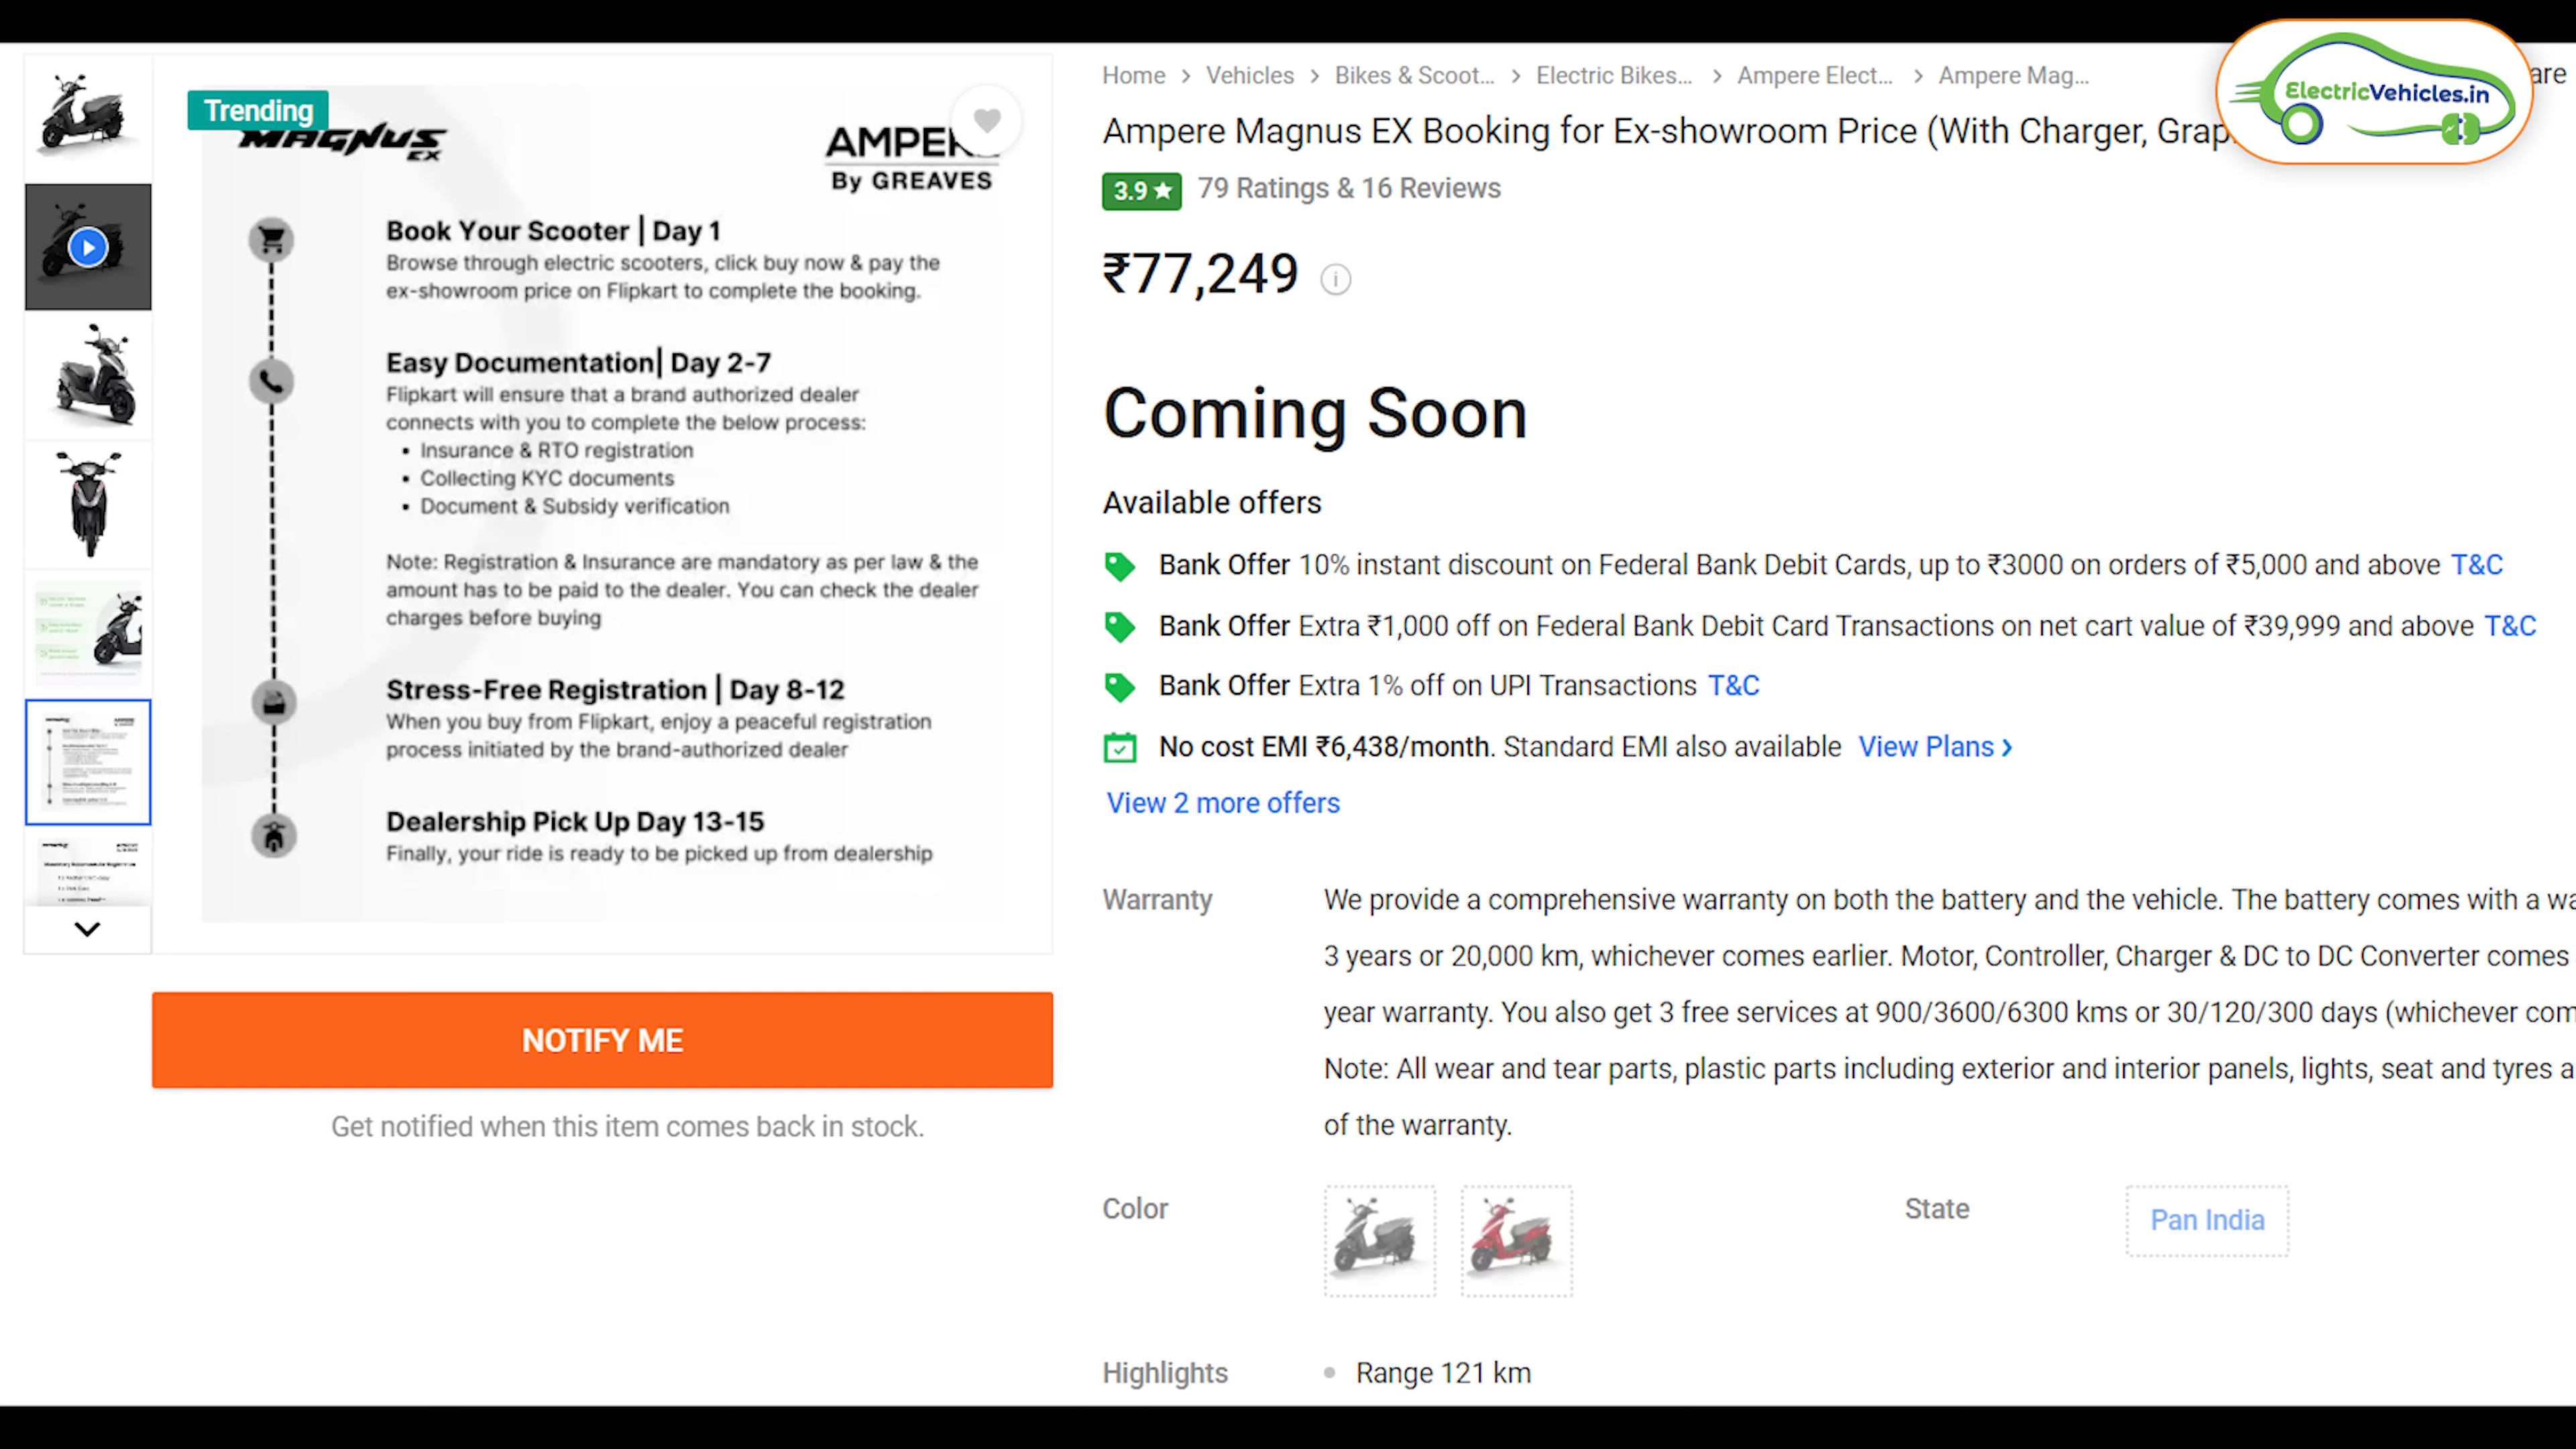 ElectricVehicles.in
Home > Vehicles > Bikes & Scoot... > Electric Bikes... > Ampere Elect... > Ampere Mag...
are
Trending
MAGNUS
EX
By GREAVES
Book Your Scooter | Day 1
Browse through electric scooters, click buy now & pay the
ex-showroom price on Flipkart to complete the booking.
Easy Documentation| Day 2-7
Flipkart will ensure that a brand authorized dealer
connects with you to complete the below process:
• Insurance & RTO registration
• Collecting KYC documents
• Document & Subsidy verification
Note: Registration & Insurance are mandatory as per law & the
amount has to be paid to the dealer. You can check the dealer
charges before buying
Stress-Free Registration | Day 8-12
When you buy from Flipkart, enjoy a peaceful registration
process initiated by the brand-authorized dealer
Dealership Pick Up Day 13-15
Finally, your ride is ready to be picked up from dealership
NOTIFY ME
Get notified when this item comes back in stock.
Ampere Magnus EX Booking for Ex-showroom Price (With Charger, Grap
3.9★ 79 Ratings & 16 Reviews
₹77,249
Coming Soon
Available offers
Bank Offer 10% instant discount on Federal Bank Debit Cards, up to ₹3000 on orders of ₹5,000 and above T&C
Bank Offer Extra ₹1,000 off on Federal Bank Debit Card Transactions on net cart value of ₹39,999 and above T&C
Bank Offer Extra 1% off on UPI Transactions T&C
No cost EMI ₹6,438/month. Standard EMI also available View Plans >
View 2 more offers
Warranty
We provide a comprehensive warranty on both the battery and the vehicle. The battery comes with a wa
3 years or 20,000 km, whichever comes earlier. Motor, Controller, Charger & DC to DC Converter comes
year warranty. You also get 3 free services at 900/3600/6300 kms or 30/120/300 days (whichever com
Note: All wear and tear parts, plastic parts including exterior and interior panels, lights, seat and tyres a
of the warranty.
Color
State
Pan India
Highlights
• Range 121 km